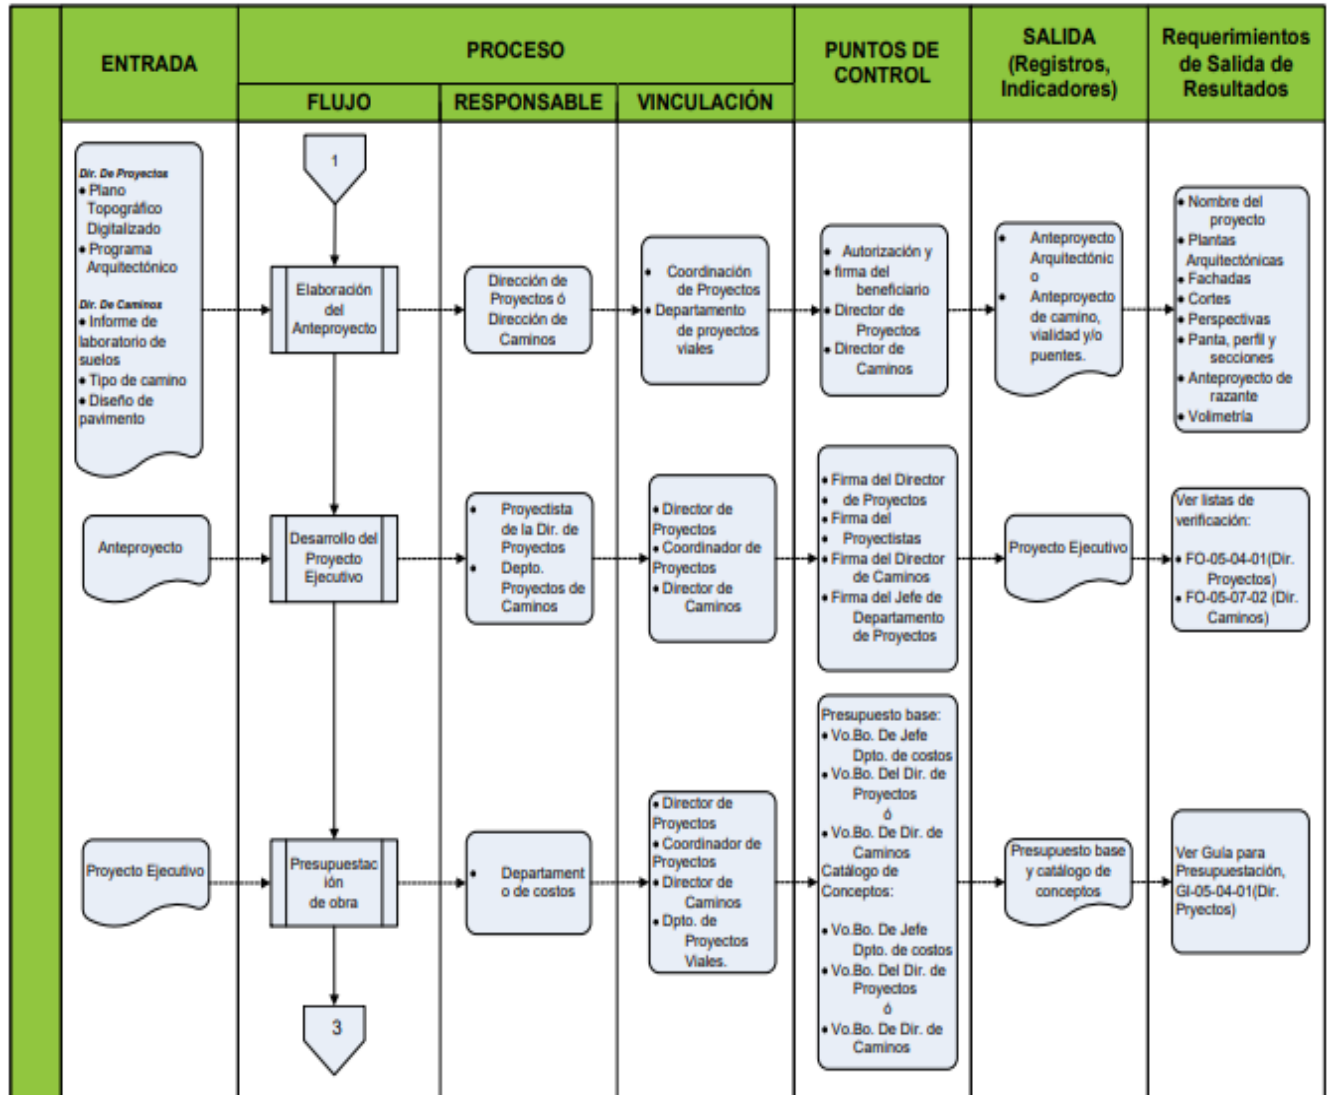 ENTRADA
PROCESO
FLUJO
RESPONSABLE
VINCULACIÓN
PUNTOS DE
CONTROL
SALIDA
(Registros,
Indicadores)
Requerimientos
de Salida de
Resultados
1
Dir. De Proyectos
• Plano
Topográfico
Digitalizado
• Programa
Arquitectónico
Dir. De Caminos
• Informe de
laboratorio de
suelos
• Tipo de camino
• Diseño de
pavimento
Elaboración
del
Anteproyecto
Dirección de
Proyectos ó
Dirección de
Caminos
• Coordinación
de Proyectos
• Departamento
de proyectos
viales
• Autorización y
• firma del
beneficiario
• Director de
Proyectos
• Director de
Caminos
• Anteproyecto
Arquitectónic
o
• Anteproyecto
de camino,
vialidad y/o
puentes.
• Nombre del
proyecto
• Plantas
Arquitectónicas
• Fachadas
• Cortes
• Perspectivas
• Panta, perfil y
secciones
• Anteproyecto de
razante
• Volimetría
Anteproyecto
Desarrollo del
Proyecto
Ejecutivo
• Proyectista
de la Dir. de
Proyectos
• Depto.
Proyectos de
Caminos
• Director de
Proyectos
• Coordinador de
Proyectos
• Director de
Caminos
• Firma del Director
• de Proyectos
• Firma del
• Proyectistas
• Firma del Director
de Caminos
• Firma del Jefe de
Departamento
de Proyectos
Proyecto Ejecutivo
Ver listas de
verificación:
• FO-05-04-01(Dir.
Proyectos)
• FO-05-07-02 (Dir.
Caminos)
Proyecto Ejecutivo
Presupuestac
ión
de obra
• Departament
o de costos
• Director de
Proyectos
• Coordinador de
Proyectos
• Director de
Caminos
• Dpto. de
Proyectos
Viales.
Presupuesto base:
• Vo.Bo. De Jefe
Dpto. de costos
• Vo.Bo. Del Dir. de
Proyectos
ó
• Vo.Bo. De Dir. de
Caminos
Catálogo de
Conceptos:
• Vo.Bo. De Jefe
Dpto. de costos
• Vo.Bo. Del Dir. de
Proyectos
ó
• Vo.Bo. De Dir. de
Caminos
Presupuesto base
y catálogo de
conceptos
Ver Guía para
Presupuestación,
GI-05-04-01(Dir.
Pryectos)
3